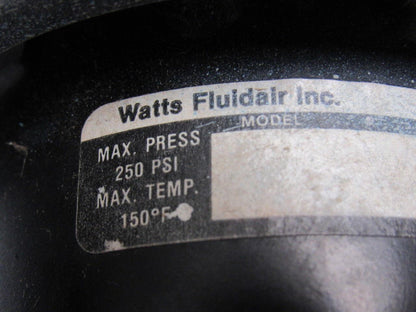 Watts Fluidair Inc.
MODEL
MAX. PRESS
250 PSI
MAX. TEMP.
150°F